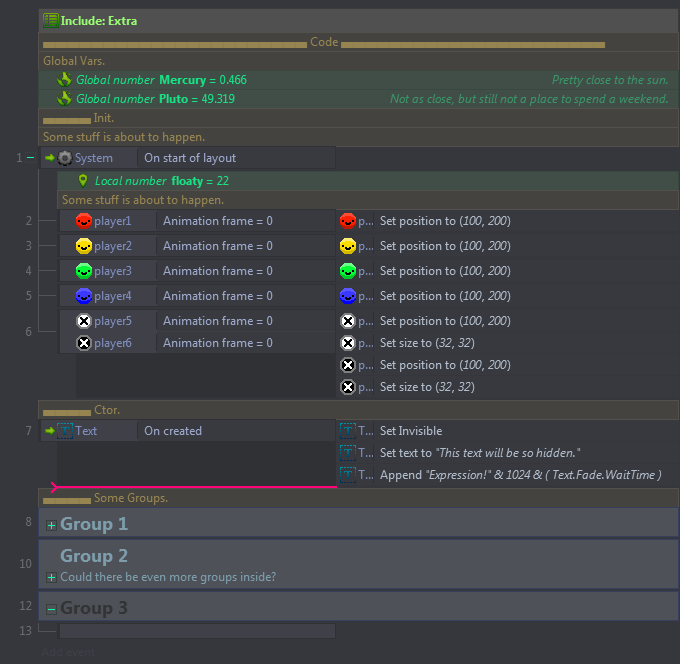 Include: Extra
Code
Global Vars.
Global number Mercury = 0.466 Pretty close to the sun.
Global number Pluto = 49.319 Not as close, but still not a place to spend a weekend.
Init.
Some stuff is about to happen.
1 System On start of layout
Local number floaty = 22
Some stuff is about to happen.
2 player1 Animation frame = 0 p... Set position to (100, 200)
3 player2 Animation frame = 0 p... Set position to (100, 200)
4 player3 Animation frame = 0 p... Set position to (100, 200)
5 player4 Animation frame = 0 p... Set position to (100, 200)
6 player5 Animation frame = 0 p... Set position to (100, 200)
player6 Animation frame = 0 p... Set size to (32, 32)
p... Set position to (100, 200)
p... Set size to (32, 32)
Ctor.
7 T Text On created T T... Set Invisible
T T... Set text to "This text will be so hidden."
T T... Append "Expression!" & 1024 & ( Text.Fade.WaitTime )
Some Groups.
8 Group 1
10 Group 2
Could there be even more groups inside?
12 Group 3
13
Add event